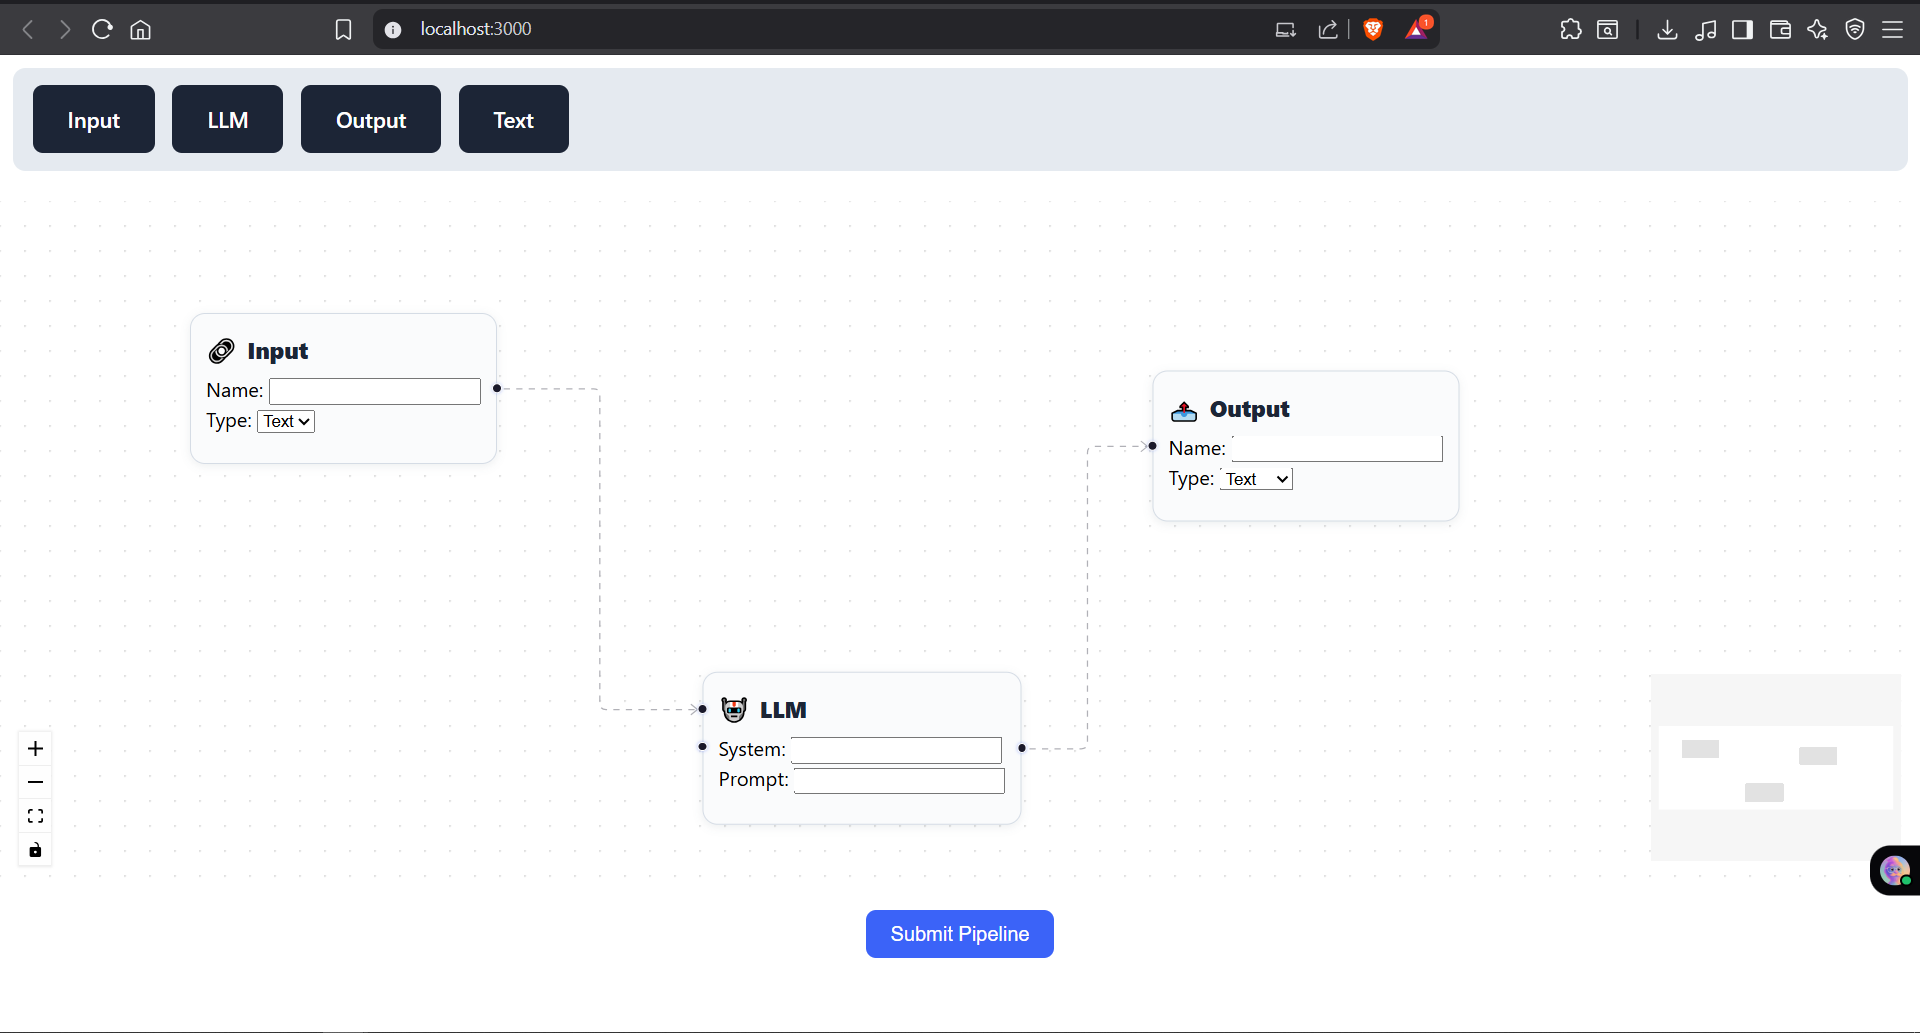 localhost:3000
1
Input
LLM
Output
Text
Input
Name:
Type: Text
Output
Name:
Type: Text
LLM
System:
Prompt:
Submit Pipeline